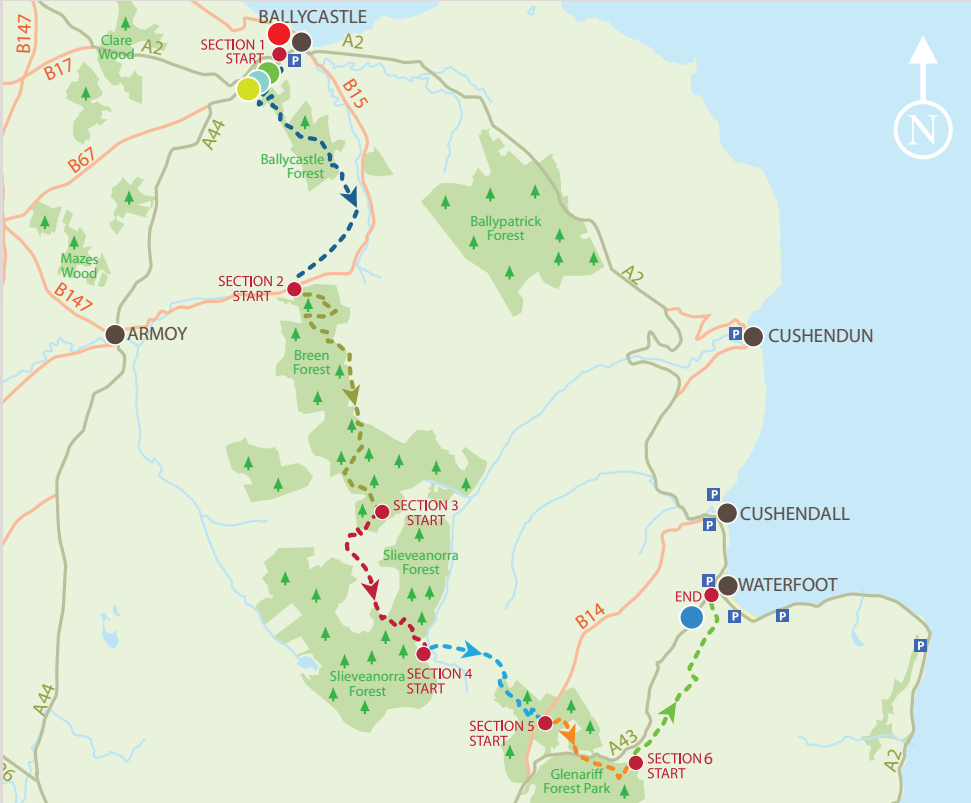 BALLYCASTLE
B147
Clare
Wood
A2
SECTION 1
START
P
A2
B17
B15
N
A44
B67
Ballycastle
Forest
Ballypatrick
Forest
Mazes
Wood
A2
SECTION 2
START
B147
ARMOY
P
CUSHENDUN
Breen
Forest
SECTION 3
START
P
CUSHENDALL
P
Slieveanorra
Forest
P
WATERFOOT
END
B14
P
P
P
Slieveanorra
Forest
SECTION 4
START
A44
SECTION 5
START
A43
SECTION 6
START
A2
Glenariff
Forest Park